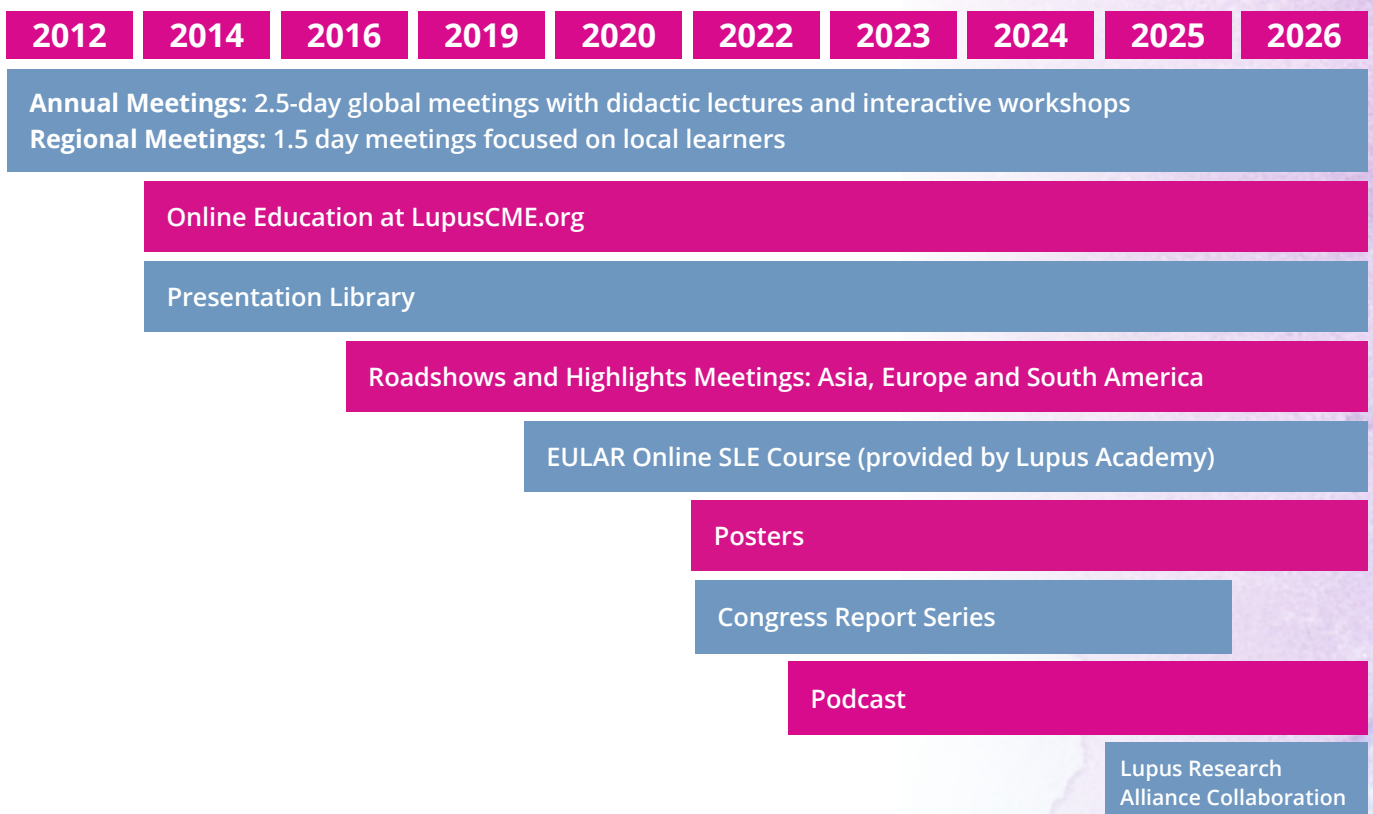 2012 2014 2016 2019 2020 2022 2023 2024 2025 2026
Annual Meetings: 2.5-day global meetings with didactic lectures and interactive workshops
Regional Meetings: 1.5 day meetings focused on local learners
Online Education at LupusCME.org
Presentation Library
Roadshows and Highlights Meetings: Asia, Europe and South America
EULAR Online SLE Course (provided by Lupus Academy)
Posters
Congress Report Series
Podcast
Lupus Research
Alliance Collaboration